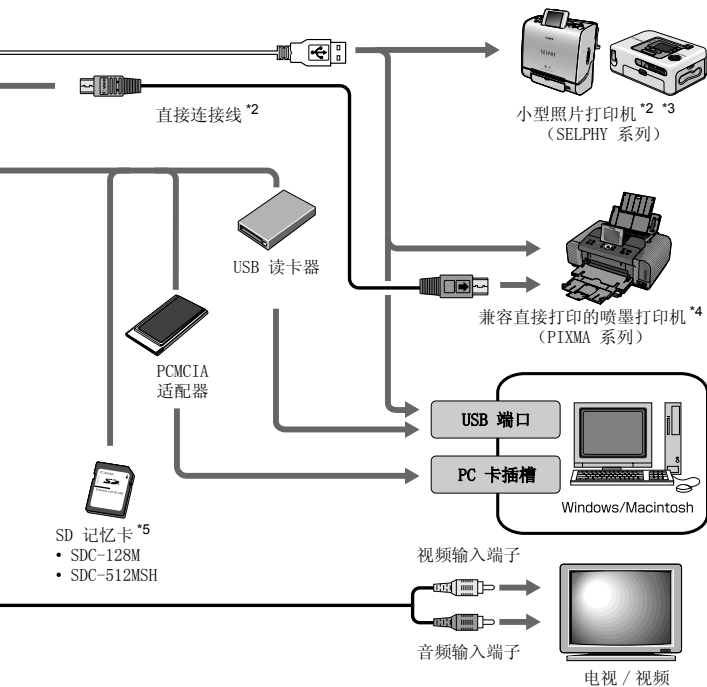 SELPHY
直接连接线*2
小型照片打印机*2 *3
（SELPHY 系列）
USB 读卡器
兼容直接打印的喷墨打印机*4
（PIXMA 系列）
PCMCIA
适配器
USB 端口
PC 卡插槽
Windows/Macintosh
SD 记忆卡*5
• SDC-128M
• SDC-512MSH
视频输入端子
音频输入端子
电视/视频